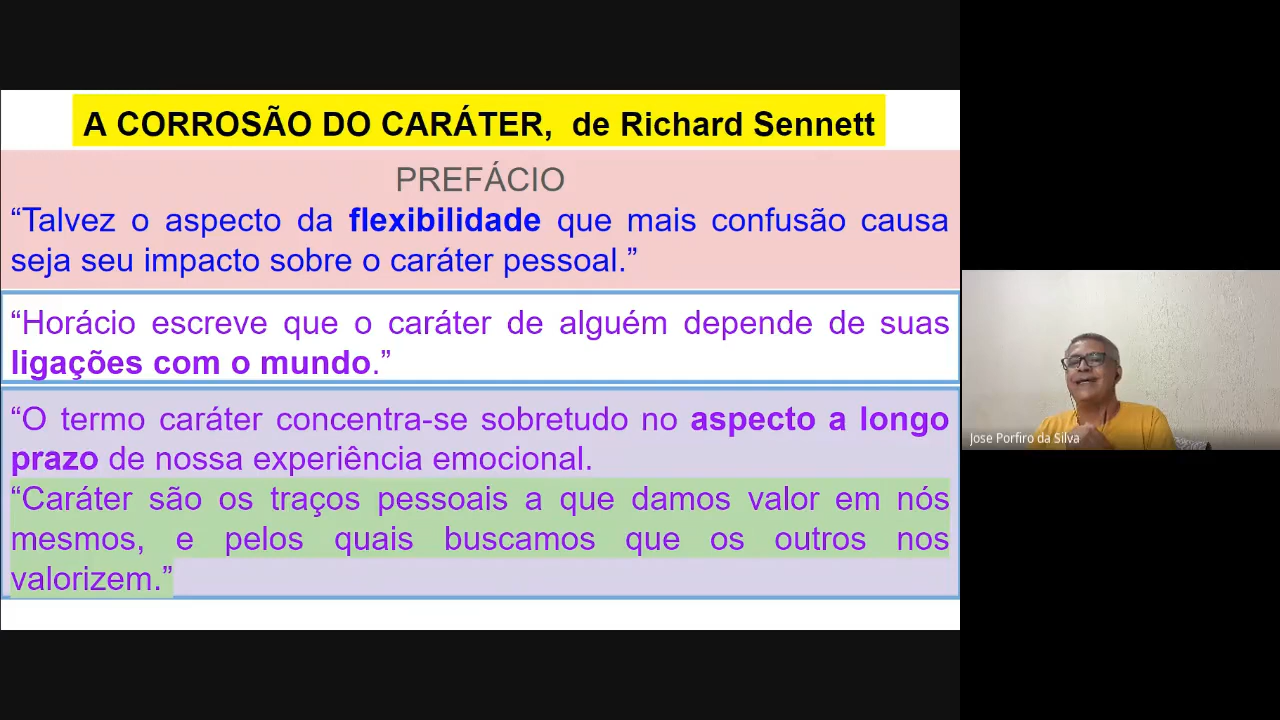 A CORROSÃO DO CARÁTER, de Richard Sennett
PREFÁCIO
“Talvez o aspecto da flexibilidade que mais confusão causa
seja seu impacto sobre o caráter pessoal.”
“Horácio escreve que o caráter de alguém depende de suas
ligações com o mundo.”
“O termo caráter concentra-se sobretudo no aspecto a longo
prazo de nossa experiência emocional.
“Caráter são os traços pessoais a que damos valor em nós
mesmos, e pelos quais buscamos que os outros nos
valorizem.”
Jose Porfiro da Silva